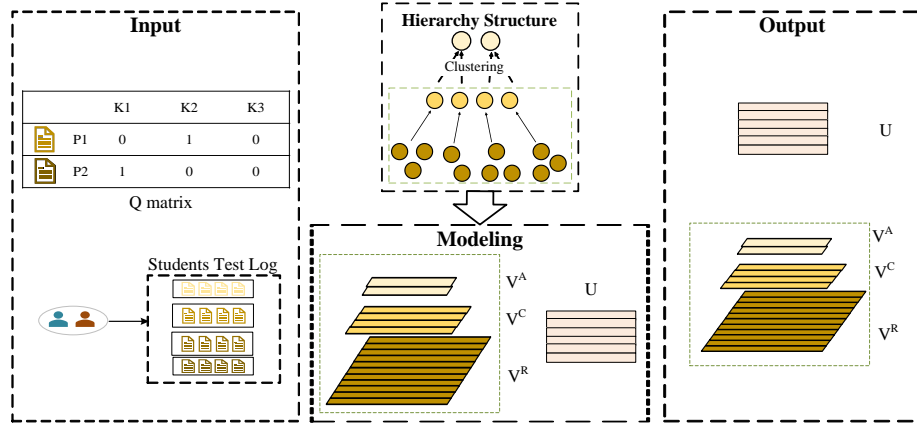 Input
K1 K2 K3
P1 0 1 0
P2 1 0 0
Q matrix
Students Test Log
Hierarchy Structure
Clustering
Modeling
V^A
V^C
V^R
U
Output
U
V^A
V^C
V^R